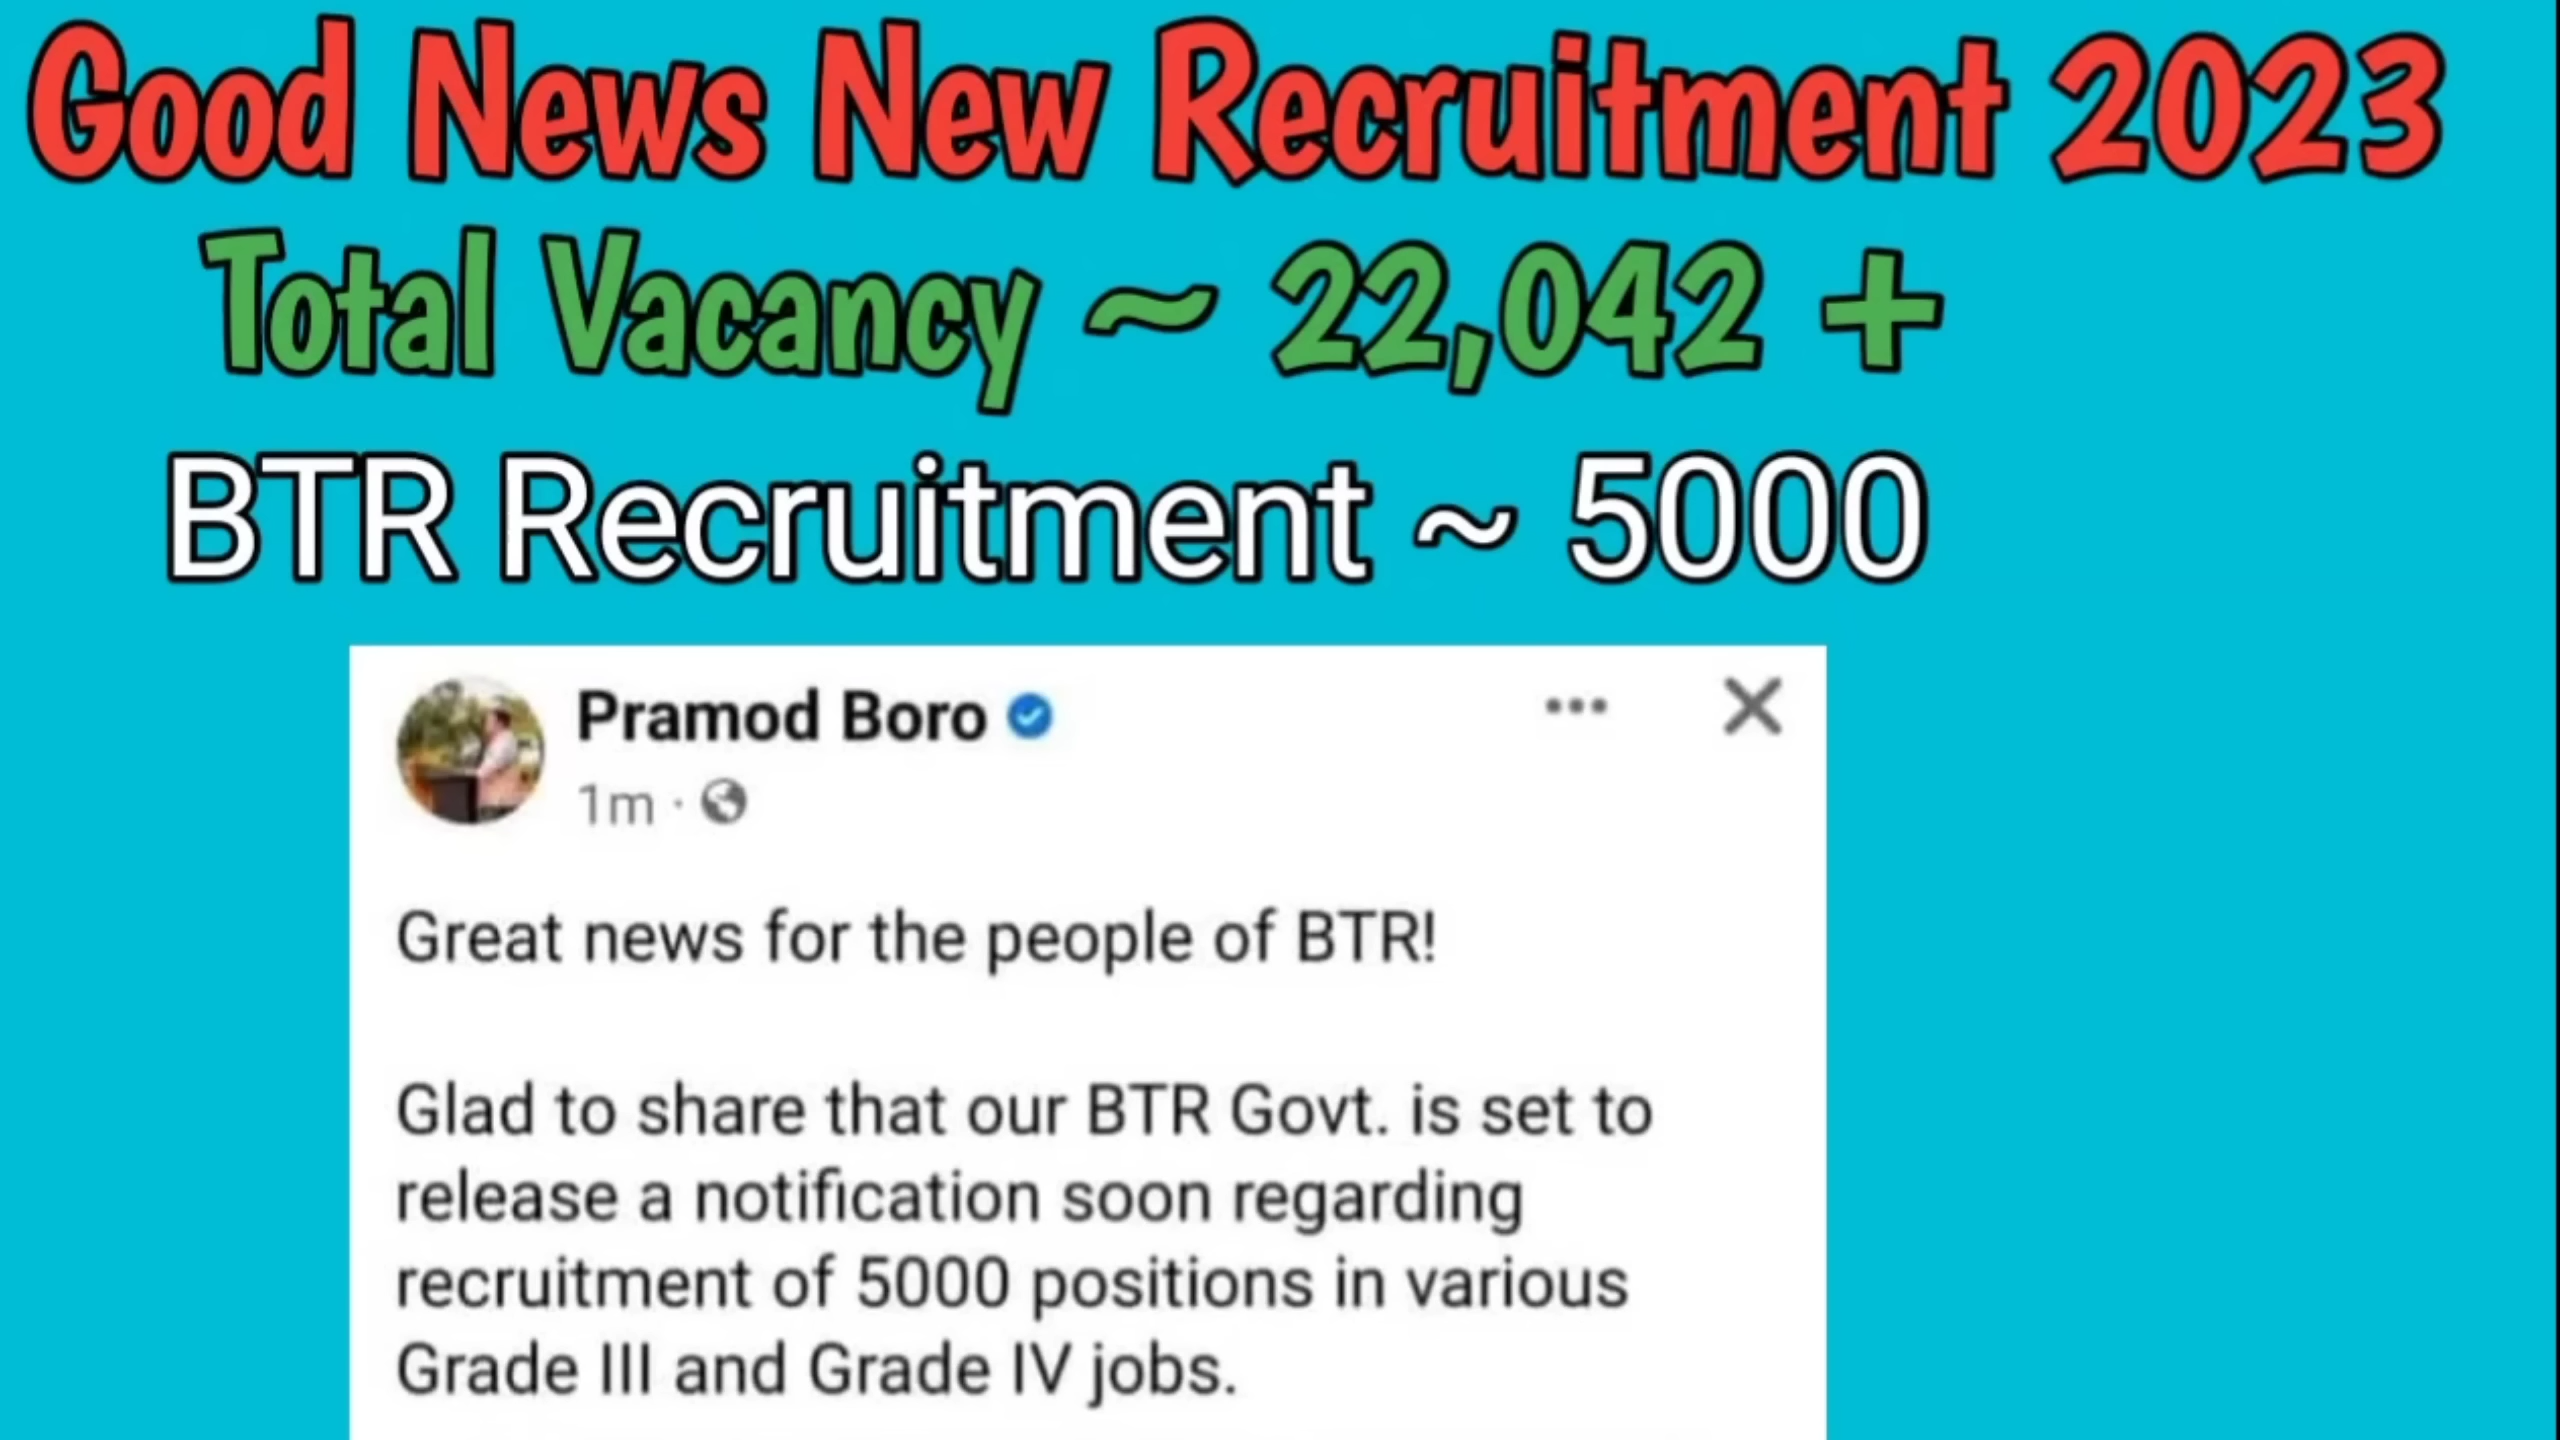 Good News New Recruitment 2023
Total Vacancy ~ 22,042 +
BTR Recruitment ~ 5000
Pramod Boro
1m ·
Great news for the people of BTR!
Glad to share that our BTR Govt. is set to
release a notification soon regarding
recruitment of 5000 positions in various
Grade III and Grade IV jobs.